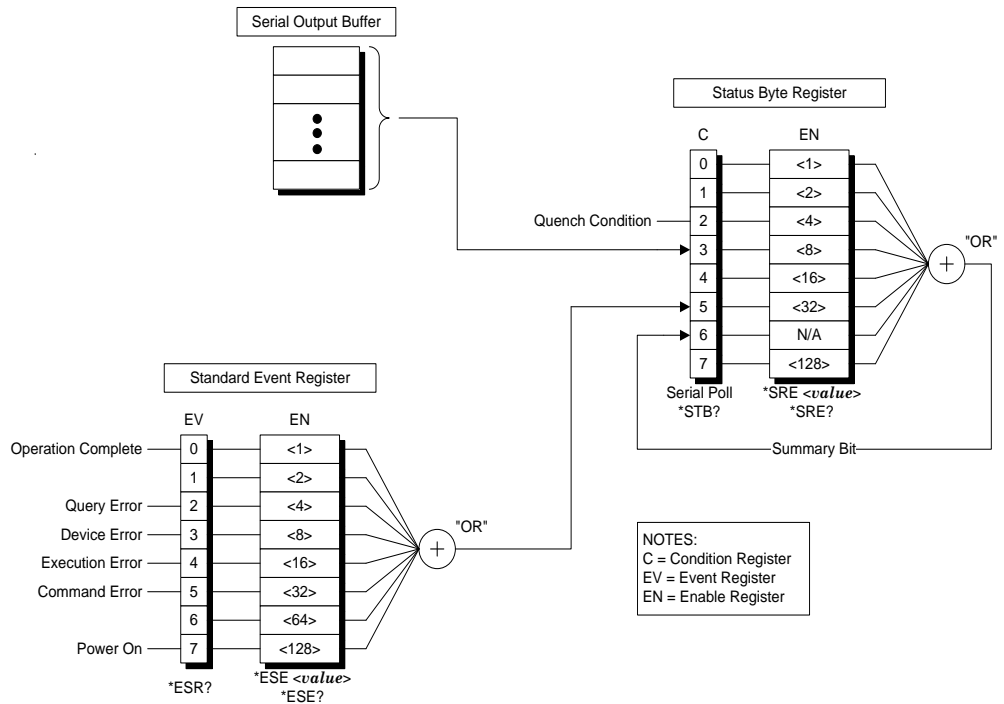 Serial Output Buffer
Status Byte Register
C EN
0 <1>
1 <2>
Quench Condition 2 <4>
3 <8>
4 <16>
5 <32>
6 N/A
7 <128>
"OR"
+
Serial Poll
*STB?
*SRE <value>
*SRE?
Summary Bit
Standard Event Register
EV EN
Operation Complete 0 <1>
1 <2>
Query Error 2 <4>
Device Error 3 <8>
Execution Error 4 <16>
Command Error 5 <32>
6 <64>
Power On 7 <128>
"OR"
+
*ESR?
*ESE <value>
*ESE?
NOTES:
C = Condition Register
EV = Event Register
EN = Enable Register